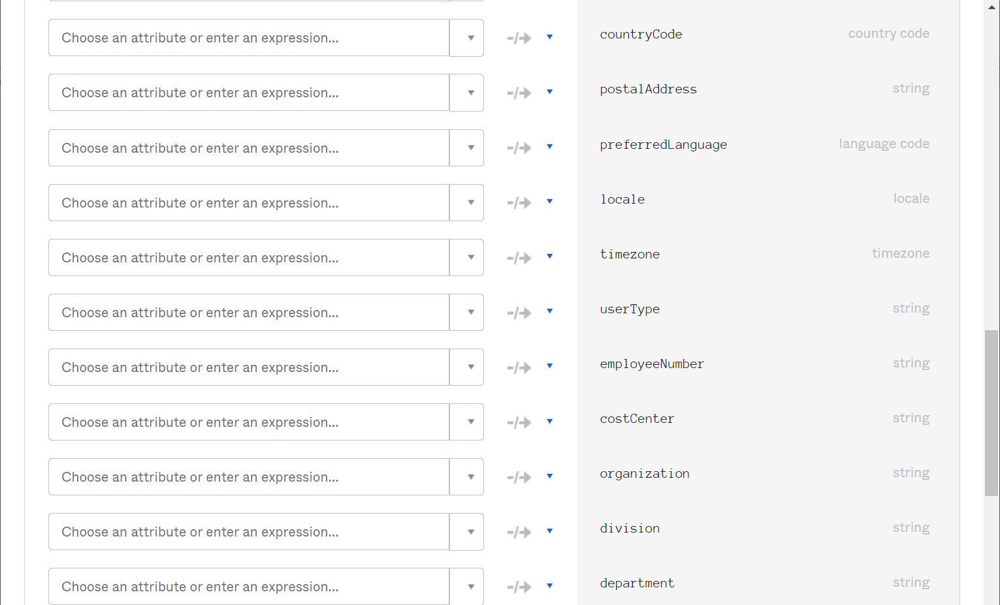 Choose an attribute or enter an expression... countryCode country code
Choose an attribute or enter an expression... postalAddress string
Choose an attribute or enter an expression... preferredLanguage language code
Choose an attribute or enter an expression... locale locale
Choose an attribute or enter an expression... timezone timezone
Choose an attribute or enter an expression... userType string
Choose an attribute or enter an expression... employeeNumber string
Choose an attribute or enter an expression... costCenter string
Choose an attribute or enter an expression... organization string
Choose an attribute or enter an expression... division string
Choose an attribute or enter an expression... department string